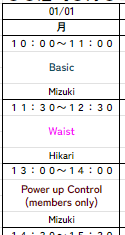 01/01
月
10:00～11:00
Basic
Mizuki
11:30～12:30
Waist
Hikari
13:00～14:00
Power up Control
(members only)
Mizuki